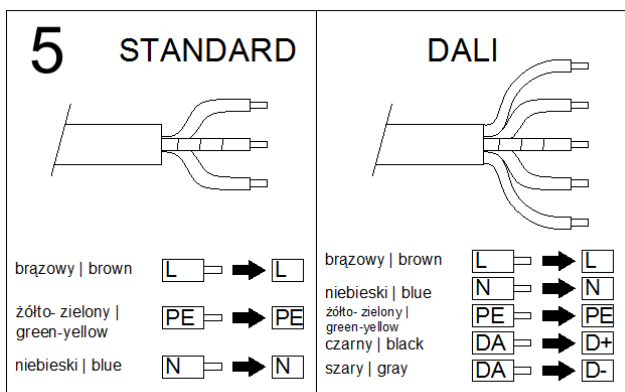 5 STANDARD
brązowy | brown L L
żółto- zielony |
green-yellow PE PE
niebieski | blue N N
DALI
brązowy | brown L L
niebieski | blue N N
żółto- zielony |
green-yellow PE PE
czarny | black DA D+
szary | gray DA D-